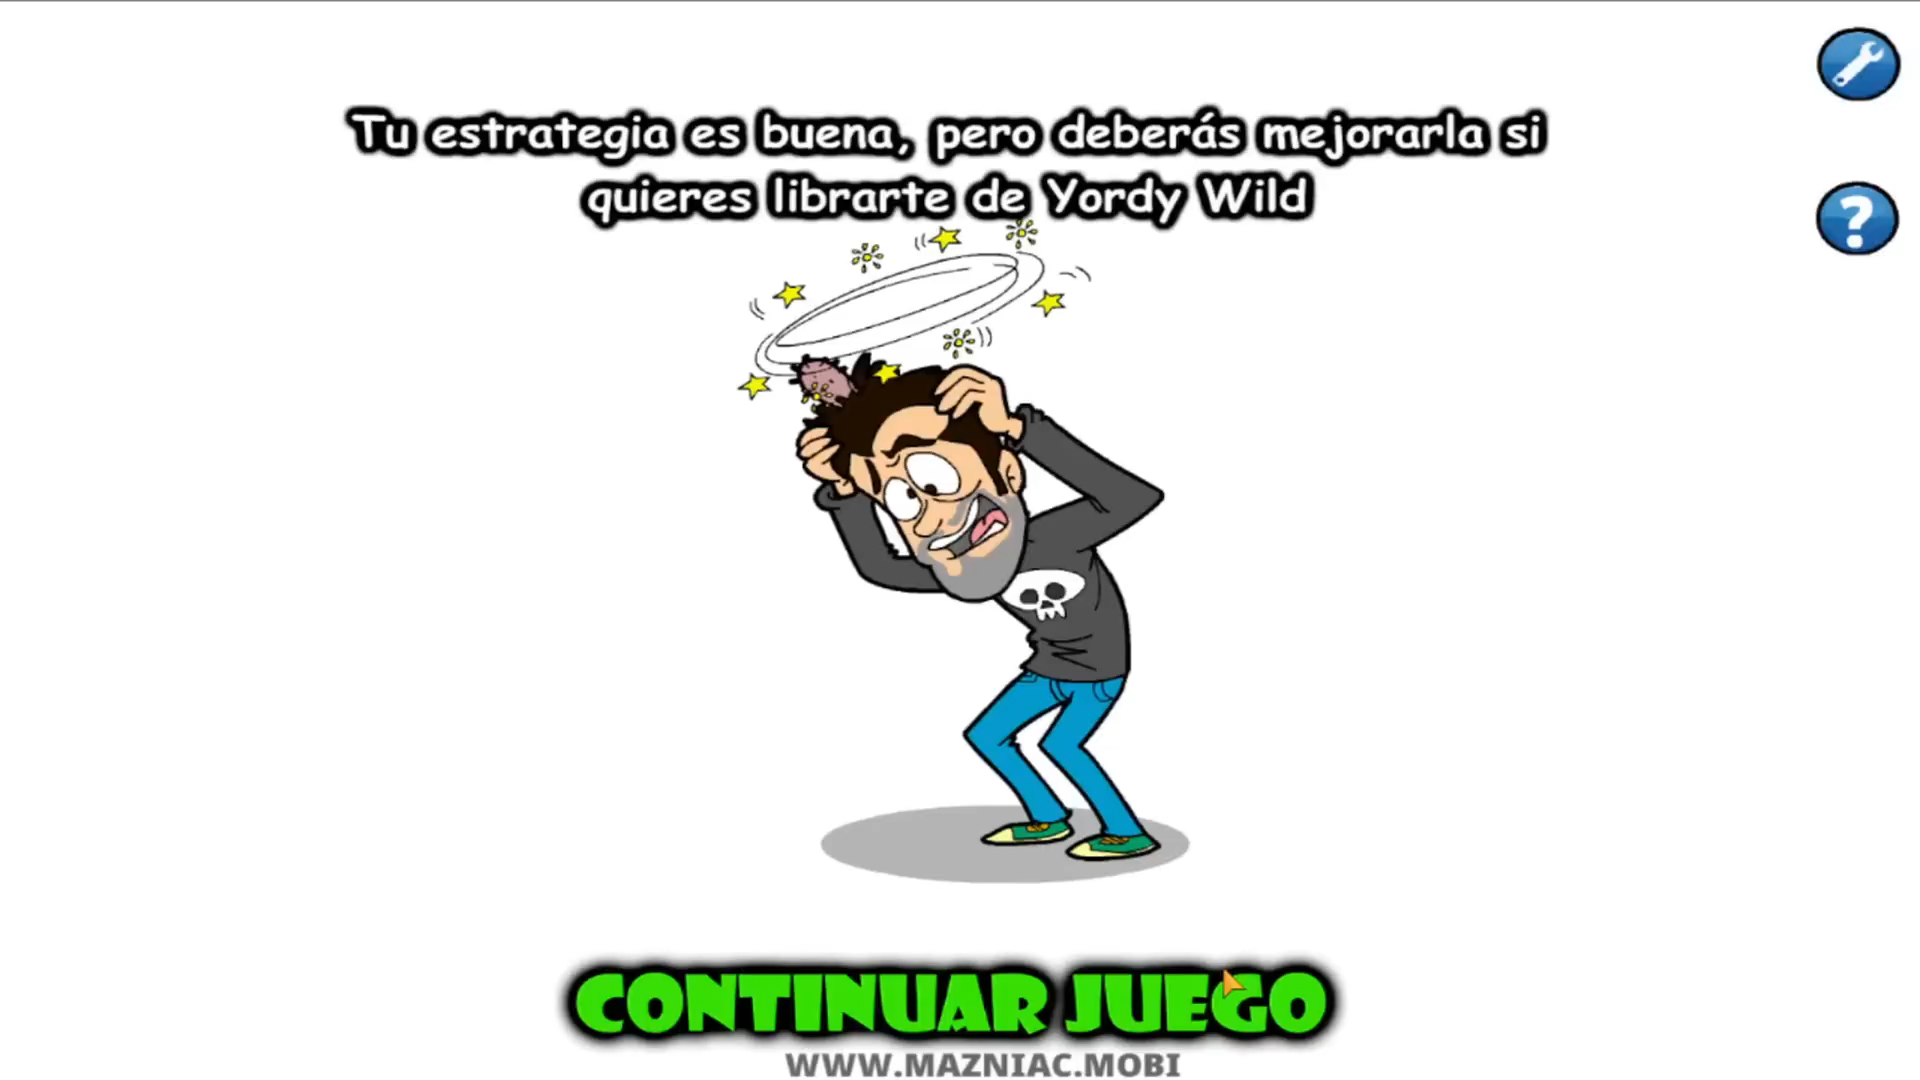 Tu estrategia es buena, pero deberás mejorarla si
quieres librarte de Yordy Wild
?
CONTINUAR JUEGO
WWW.MAZNIAC.MOBI